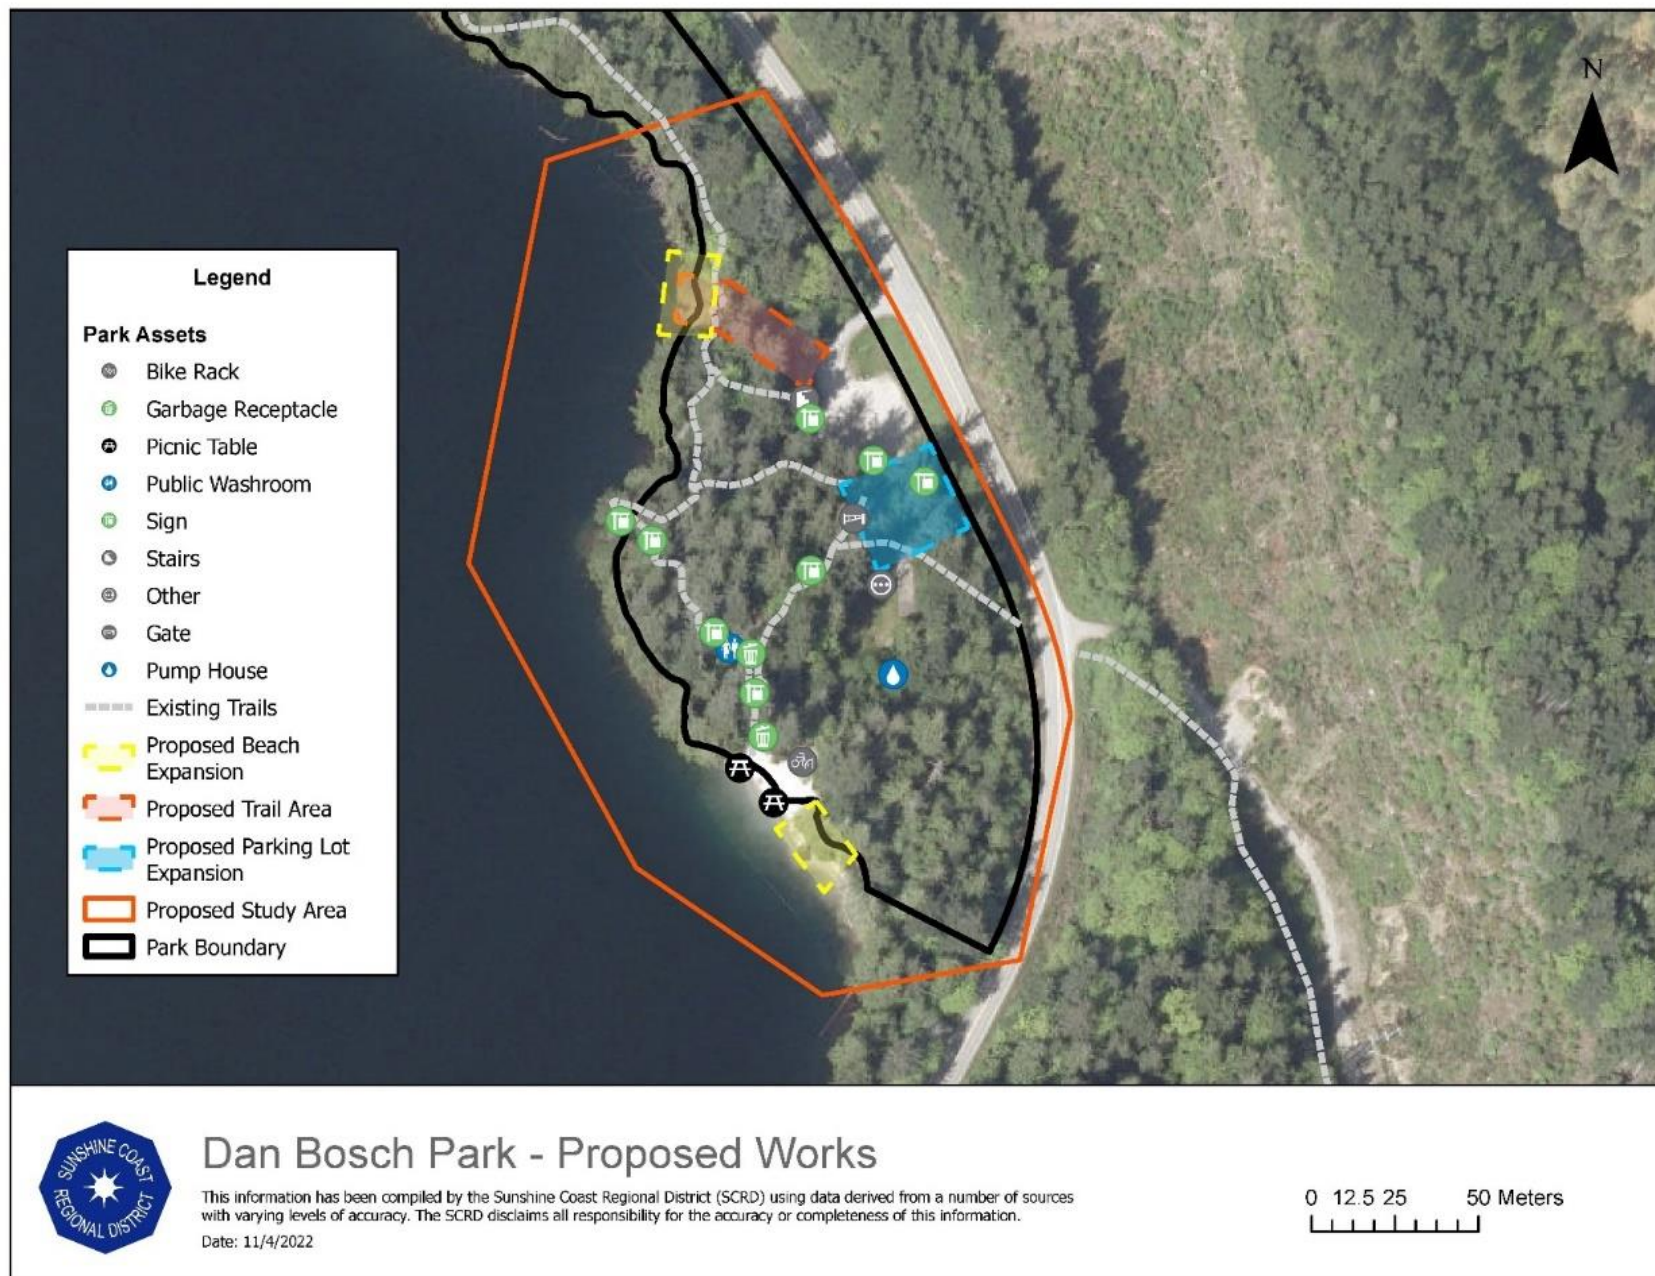 N
Legend
Park Assets
Bike Rack
Garbage Receptacle
Picnic Table
Public Washroom
Sign
Stairs
Other
Gate
Pump House
Existing Trails
Proposed Beach
Expansion
Proposed Trail Area
Proposed Parking Lot
Expansion
Proposed Study Area
Park Boundary
SUNSHINE COAST
REGIONAL DISTRICT
Dan Bosch Park - Proposed Works
This information has been compiled by the Sunshine Coast Regional District (SCRD) using data derived from a number of sources
with varying levels of accuracy. The SCRD disclaims all responsibility for the accuracy or completeness of this information.
Date: 11/4/2022
0 12.5 25 50 Meters